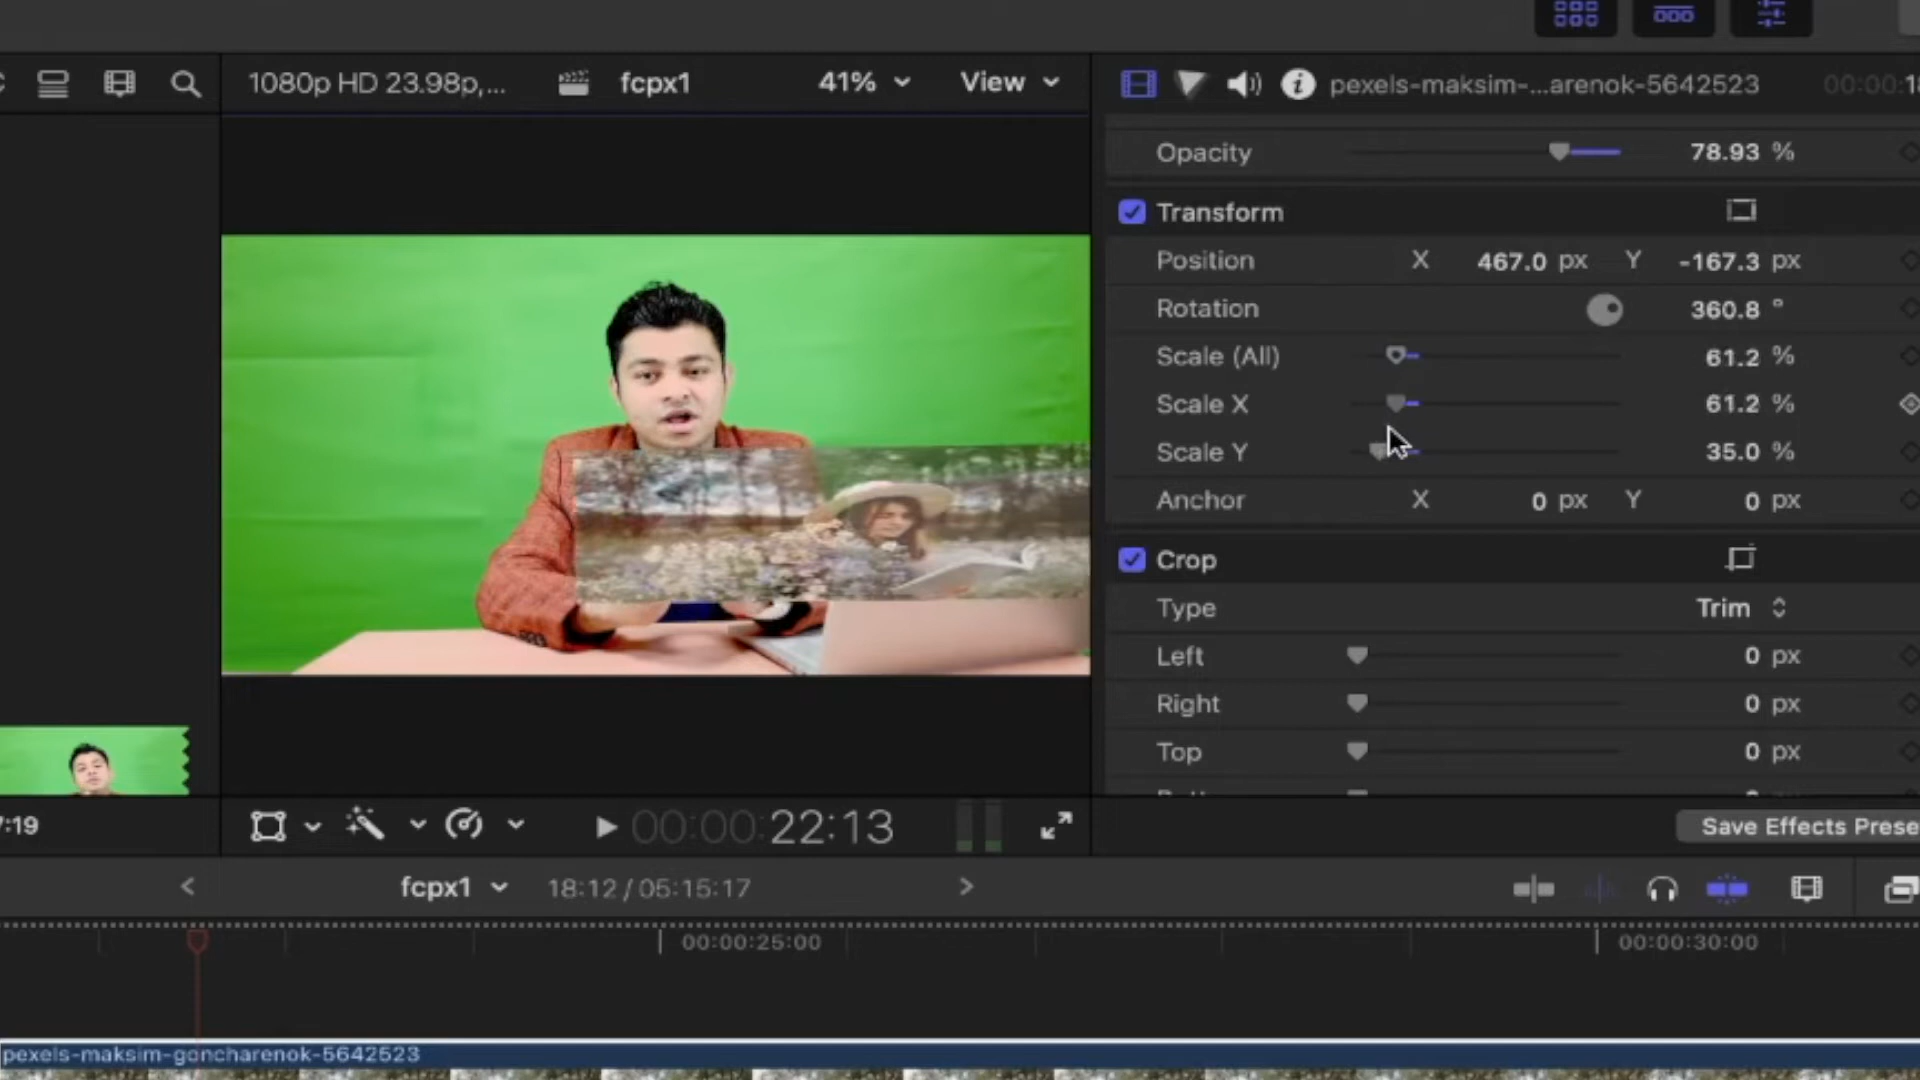 1080p HD 23.98p,... fcpx1 41% View
pexels-maksim-...arenok-5642523 00:00:1
Opacity 78.93 %
Transform
Position X 467.0 px Y -167.3 px
Rotation 360.8 °
Scale (All) 61.2 %
Scale X 61.2 %
Scale Y 35.0 %
Anchor X 0 px Y 0 px
Crop
Type Trim
Left 0 px
Right 0 px
Top 0 px
:19
00:00:22:13
Save Effects Prese
fcpx1 18:12 / 05:15:17
00:00:25:00 00:00:30:00
pexels-maksim-goncharenok-5642523